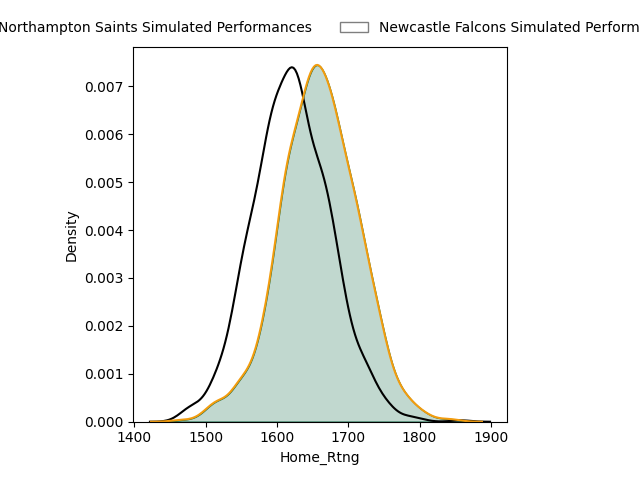 Northampton Saints Simulated Performances Newcastle Falcons Simulated Perform
0.007
0.006
0.005
0.004
0.003
0.002
0.001
0.000
Density
1400 1500 1600 1700 1800 1900
Home_Rtng